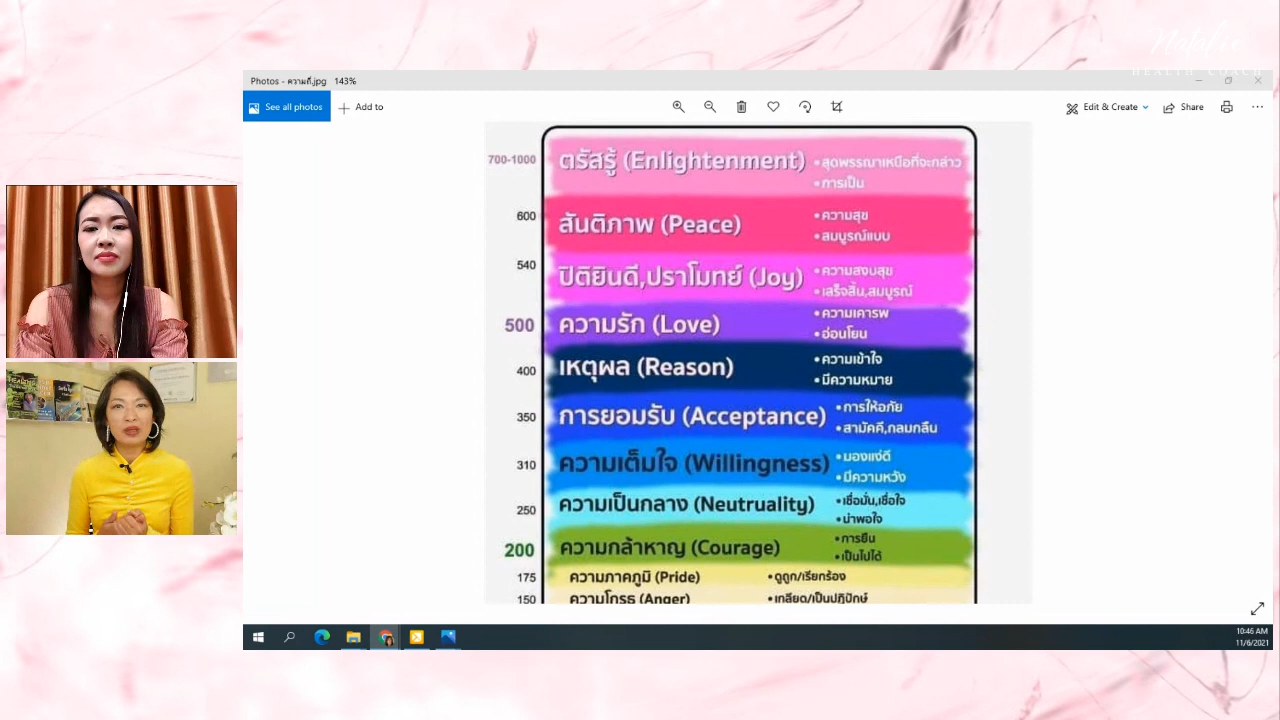 Natalie
HEALTH COACH
Photos - ความถี่.jpg 143%
See all photos
Add to
Edit & Create
Share
700-1000 ตรัสรู้ (Enlightenment) •สุดพรรณาเหนือที่จะกล่าว
•การเป็น
600 สันติภาพ (Peace) •ความสุข
•สมบูรณ์แบบ
540 ปิติยินดี,ปราโมทย์ (Joy) •ความสงบสุข
•เสร็จสิ้น,สมบูรณ์
500 ความรัก (Love) •ความเคารพ
•อ่อนโยน
400 เหตุผล (Reason) •ความเข้าใจ
•มีความหมาย
350 การยอมรับ (Acceptance) •การให้อภัย
•สามัคคี,กลมกลืน
310 ความเต็มใจ (Willingness) •มองแง่ดี
•มีความหวัง
250 ความเป็นกลาง (Neutruality) •เชื่อมั่น,เชื่อใจ
•น่าพอใจ
200 ความกล้าหาญ (Courage) •การยืน
•เป็นไปได้
175 ความภาคภูมิ (Pride) •ดูถูก/เรียกร้อง
150 ความโกรธ (Anger) •เกลียด/เป็นปฏิปักษ์
10:46 AM
11/6/2021